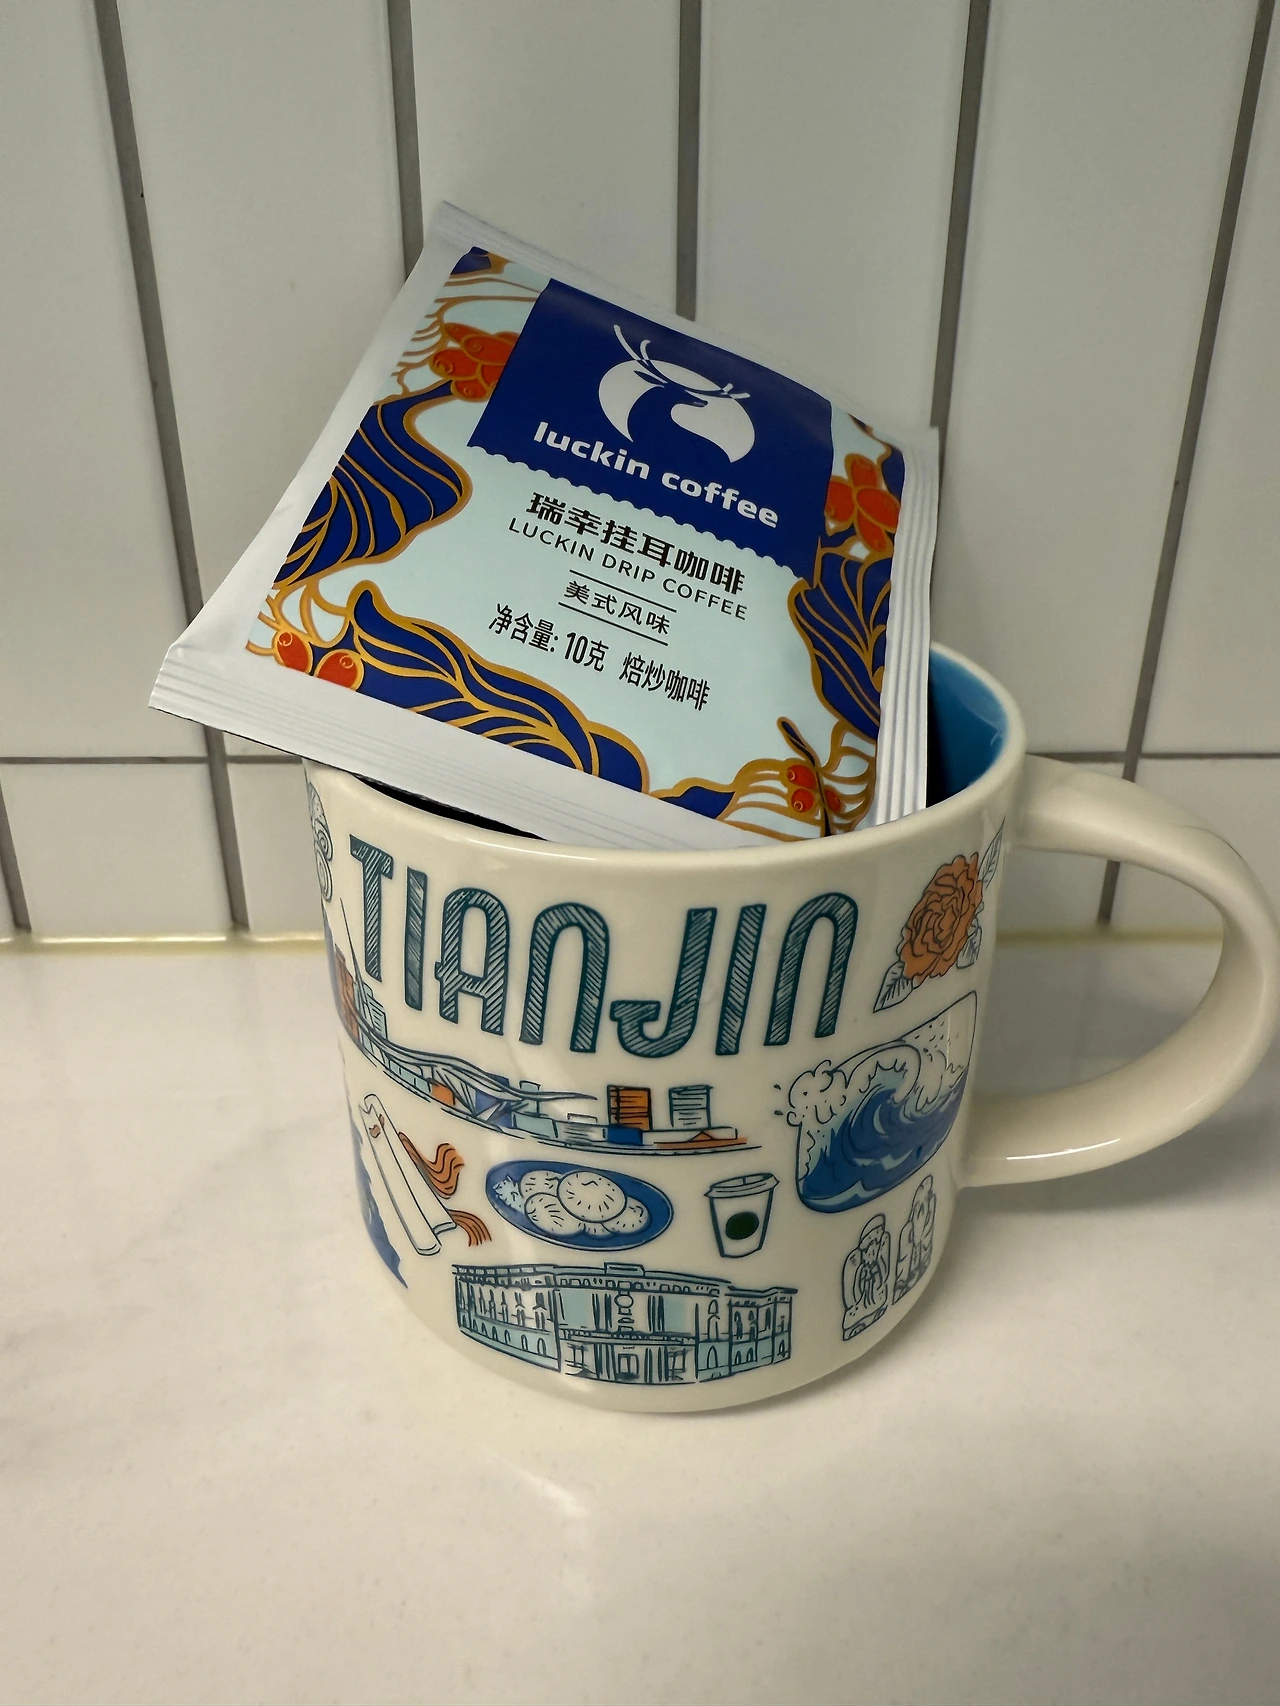 luckin coffee
瑞幸挂耳咖啡
LUCKIN DRIP COFFEE
美式风味
净含量: 10克 焙炒咖啡
TIANJIN